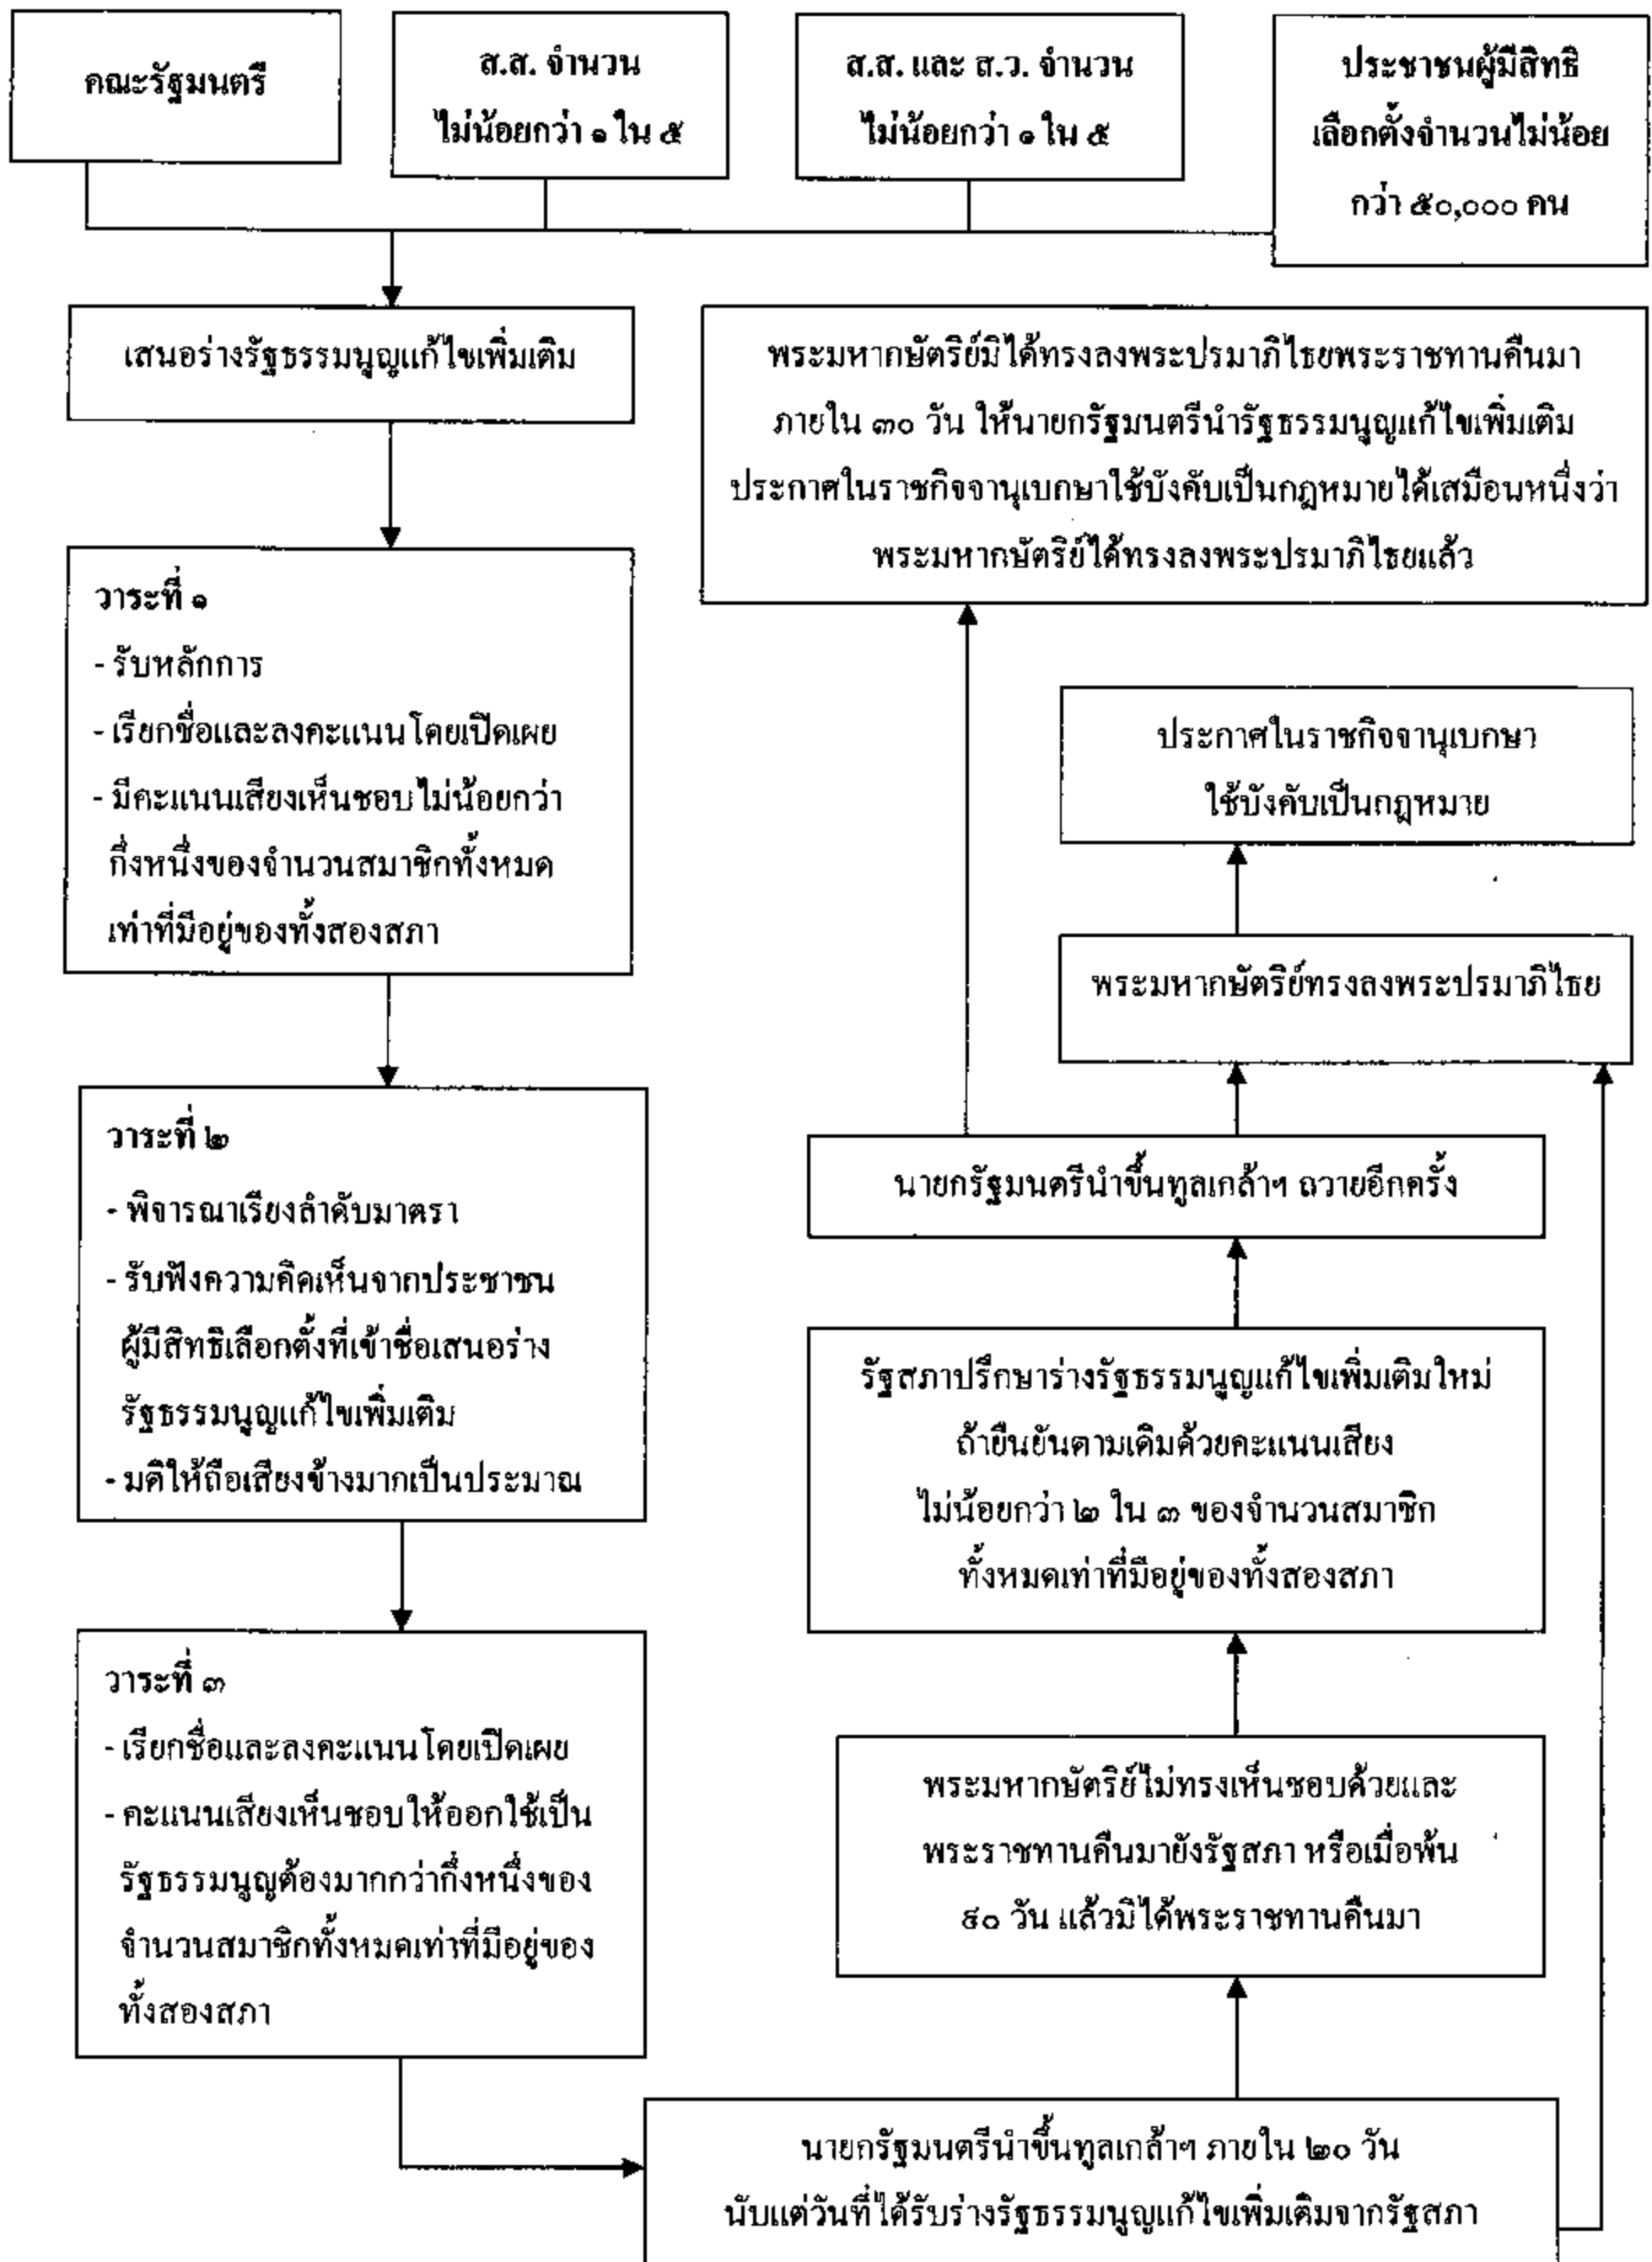 คณะรัฐมนตรี
ส.ส. จำนวน
ไม่น้อยกว่า ๑ ใน ๕
ส.ส. และ ส.ว. จำนวน
ไม่น้อยกว่า ๑ ใน ๕
ประชาชนผู้มีสิทธิ
เลือกตั้งจำนวนไม่น้อย
กว่า ๕๐,๐๐๐ คน
เสนอร่างรัฐธรรมนูญแก้ไขเพิ่มเติม
วาระที่ ๑
- รับหลักการ
- เรียกชื่อและลงคะแนนโดยเปิดเผย
- มีคะแนนเสียงเห็นชอบไม่น้อยกว่า
กึ่งหนึ่งของจำนวนสมาชิกทั้งหมด
เท่าที่มีอยู่ของทั้งสองสภา
วาระที่ ๒
- พิจารณาเรียงลำดับมาตรา
- รับฟังความคิดเห็นจากประชาชน
ผู้มีสิทธิเลือกตั้งที่เข้าชื่อเสนอร่าง
รัฐธรรมนูญแก้ไขเพิ่มเติม
- มติให้ถือเสียงข้างมากเป็นประมาณ
วาระที่ ๓
- เรียกชื่อและลงคะแนนโดยเปิดเผย
- คะแนนเสียงเห็นชอบให้ออกใช้เป็น
รัฐธรรมนูญต้องมากกว่ากึ่งหนึ่งของ
จำนวนสมาชิกทั้งหมดเท่าที่มีอยู่ของ
ทั้งสองสภา
นายกรัฐมนตรีนำขึ้นทูลเกล้าฯ ภายใน ๒๐ วัน
นับแต่วันที่ได้รับร่างรัฐธรรมนูญแก้ไขเพิ่มเติมจากรัฐสภา
พระมหากษัตริย์ไม่ทรงเห็นชอบด้วยและ
พระราชทานคืนมายังรัฐสภา หรือเมื่อพ้น
๙๐ วัน แล้วมิได้พระราชทานคืนมา
รัฐสภาปรึกษาร่างรัฐธรรมนูญแก้ไขเพิ่มเติมใหม่
ถ้ายืนยันตามเดิมด้วยคะแนนเสียง
ไม่น้อยกว่า ๒ ใน ๓ ของจำนวนสมาชิก
ทั้งหมดเท่าที่มีอยู่ของทั้งสองสภา
นายกรัฐมนตรีนำขึ้นทูลเกล้าฯ ถวายอีกครั้ง
พระมหากษัตริย์ทรงลงพระปรมาภิไธย
ประกาศในราชกิจจานุเบกษา
ใช้บังคับเป็นกฎหมาย
พระมหากษัตริย์มิได้ทรงลงพระปรมาภิไธยพระราชทานคืนมา
ภายใน ๓๐ วัน ให้นายกรัฐมนตรีนำรัฐธรรมนูญแก้ไขเพิ่มเติม
ประกาศในราชกิจจานุเบกษาใช้บังคับเป็นกฎหมายได้เสมือนหนึ่งว่า
พระมหากษัตริย์ได้ทรงลงพระปรมาภิไธยแล้ว